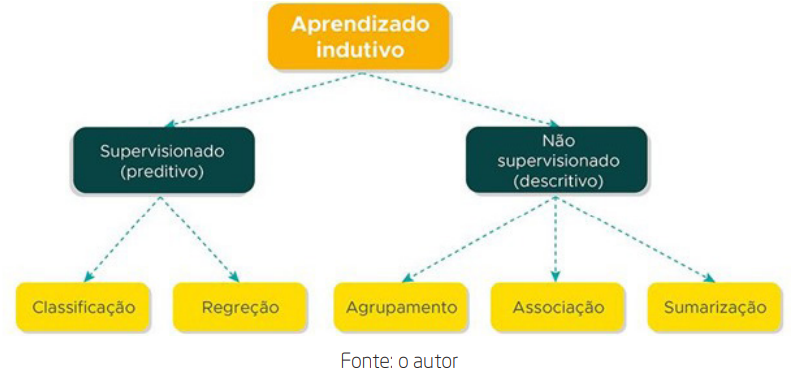 Aprendizado
indutivo
Supervisionado
(preditivo)
Não
supervisionado
(descritivo)
Classificação
Regreção
Agrupamento
Associação
Sumarização
Fonte: o autor